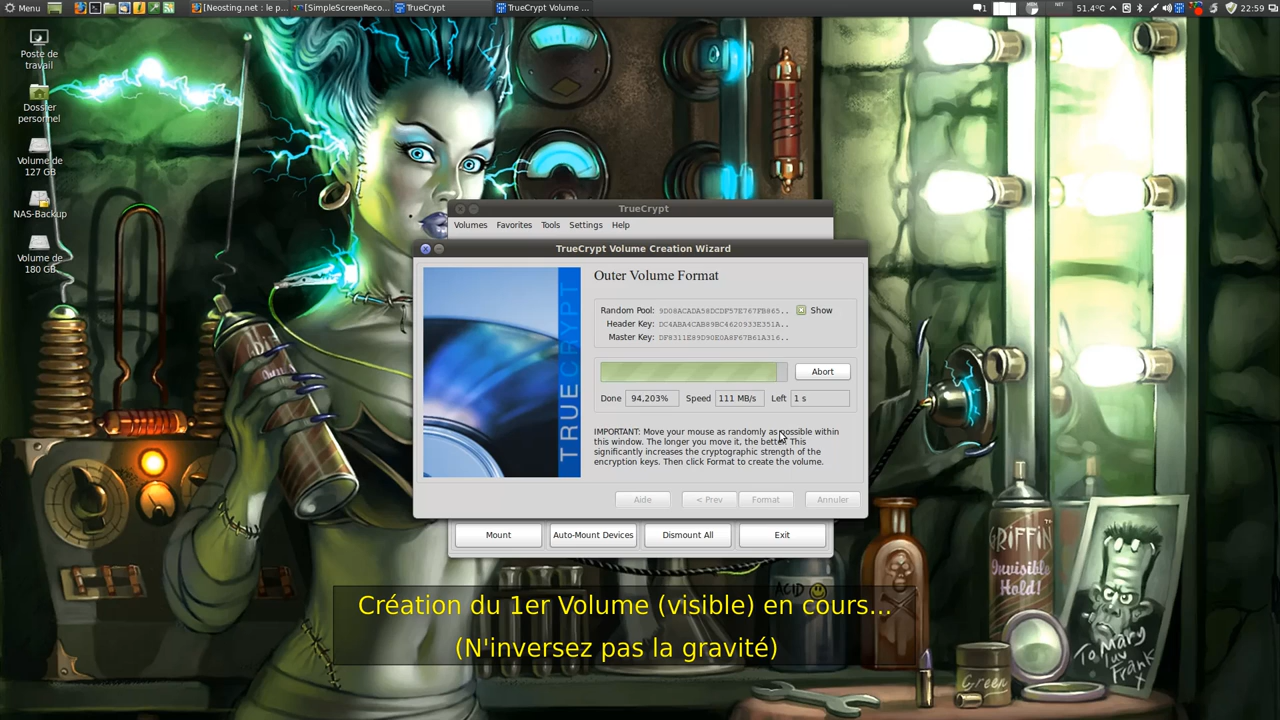 Menu
[Neosting.net : le p...
[SimpleScreenReco...
TrueCrypt
TrueCrypt Volume ...
1
51.4°C
22:59
Poste de
travail
Dossier
personnel
Volume de
127 GB
NAS-Backup
Volume de
180 GB
TrueCrypt
Volumes Favorites Tools Settings Help
TrueCrypt Volume Creation Wizard
TRUECRYPT
Outer Volume Format
Random Pool: 9D08ACADA58DCDF57E767FB865.. Show
Header Key: DC4ABA4CAB89BC4620933E351A..
Master Key: DF8311E89D90E0A8F67B61A316..
Abort
Done 94,203% Speed 111 MB/s Left 1 s
IMPORTANT: Move your mouse as randomly as possible within
this window. The longer you move it, the better. This
significantly increases the cryptographic strength of the
encryption keys. Then click Format to create the volume.
Aide < Prev Format Annuler
Mount Auto-Mount Devices Dismount All Exit
Création du 1er Volume (visible) en cours...
(N'inversez pas la gravité)
ACID
GRiFFiN
Invisible
Hold!
To Mary
luv
Frank
x
Green